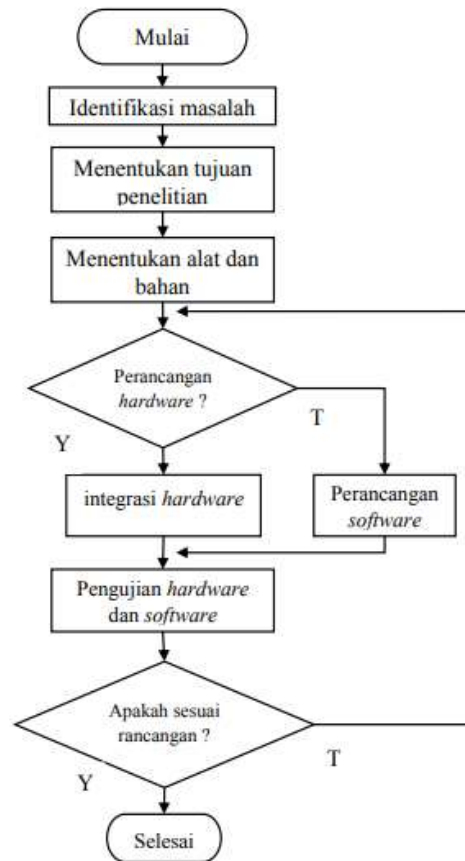 Mulai
Identifikasi masalah
Menentukan tujuan
penelitian
Menentukan alat dan
bahan
Perancangan
hardware ?
Y
T
integrasi hardware
Perancangan
software
Pengujian hardware
dan software
Apakah sesuai
rancangan ?
Y
T
Selesai